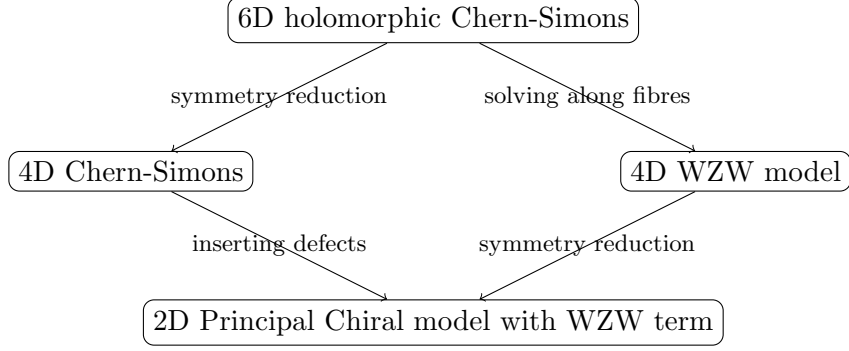 6D holomorphic Chern-Simons
symmetry reduction
solving along fibres
4D Chern-Simons
4D WZW model
inserting defects
symmetry reduction
2D Principal Chiral model with WZW term